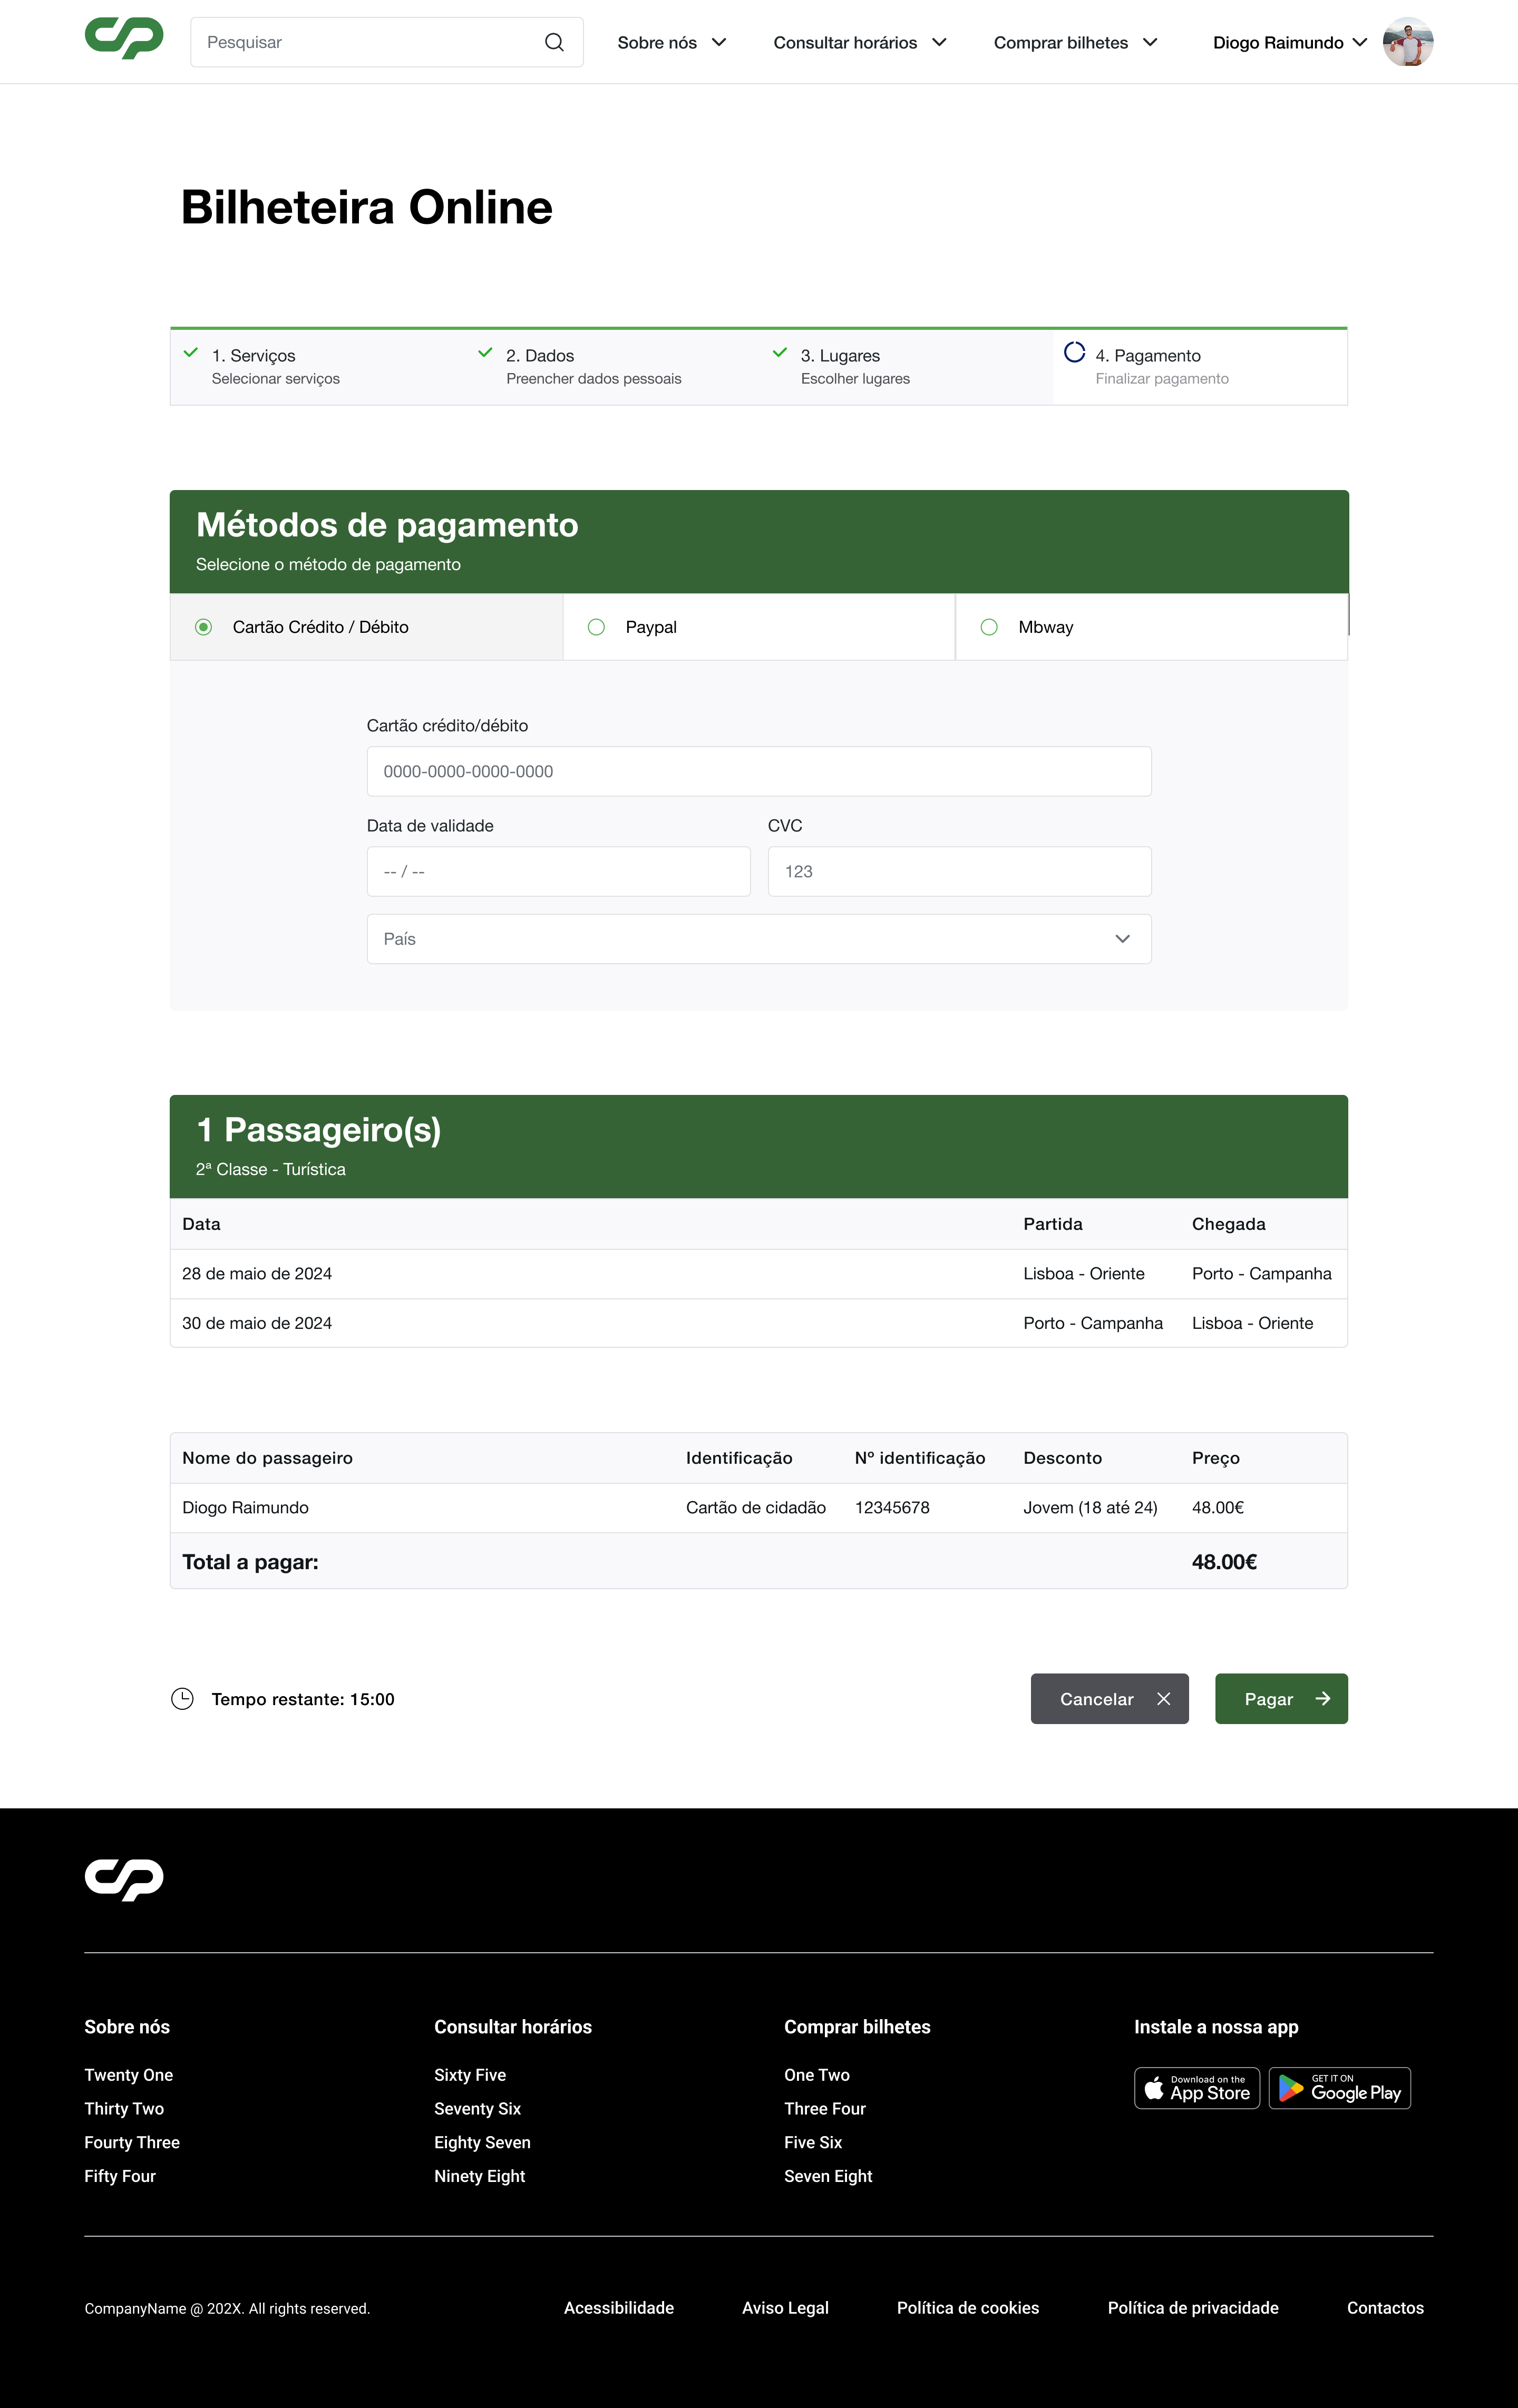 CP
Pesquisar
Sobre nós
Consultar horários
Comprar bilhetes
Diogo Raimundo
Bilheteira Online
1. Serviços
Selecionar serviços
2. Dados
Preencher dados pessoais
3. Lugares
Escolher lugares
4. Pagamento
Finalizar pagamento
Métodos de pagamento
Selecione o método de pagamento
Cartão Crédito / Débito
Paypal
Mbway
Cartão crédito/débito
0000-0000-0000-0000
Data de validade
CVC
-- / --
123
País
1 Passageiro(s)
2ª Classe - Turística
Data Partida Chegada
28 de maio de 2024 Lisboa - Oriente Porto - Campanha
30 de maio de 2024 Porto - Campanha Lisboa - Oriente
Nome do passageiro Identificação Nº identificação Desconto Preço
Diogo Raimundo Cartão de cidadão 12345678 Jovem (18 até 24) 48.00€
Total a pagar: 48.00€
Tempo restante: 15:00
Cancelar
Pagar
CP
Sobre nós
Twenty One
Thirty Two
Fourty Three
Fifty Four
Consultar horários
Sixty Five
Seventy Six
Eighty Seven
Ninety Eight
Comprar bilhetes
One Two
Three Four
Five Six
Seven Eight
Instale a nossa app
Download on the
App Store
GET IT ON
Google Play
CompanyName @ 202X. All rights reserved.
Acessibilidade
Aviso Legal
Política de cookies
Política de privacidade
Contactos